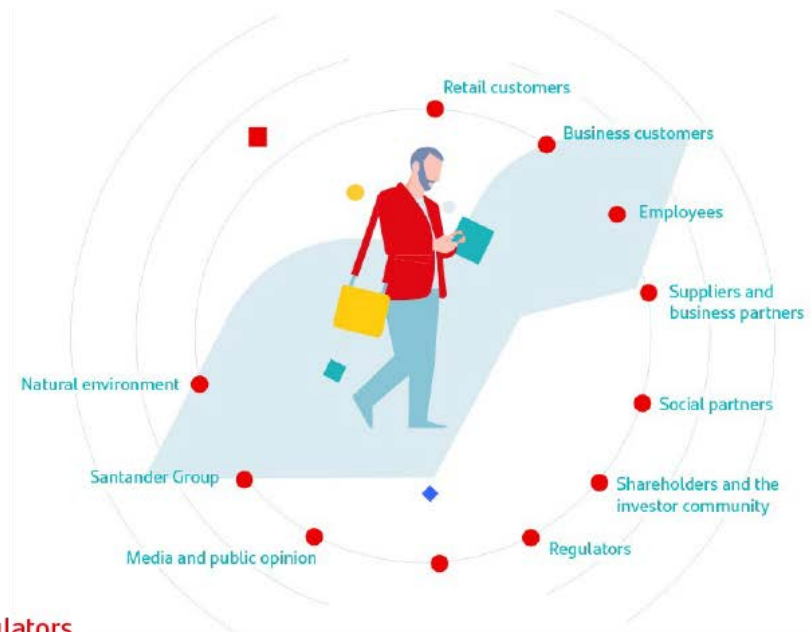 Retail customers
Business customers
Employees
Suppliers and
business partners
Natural environment
Social partners
Santander Group
Shareholders and the
investor community
Regulators
Media and public opinion